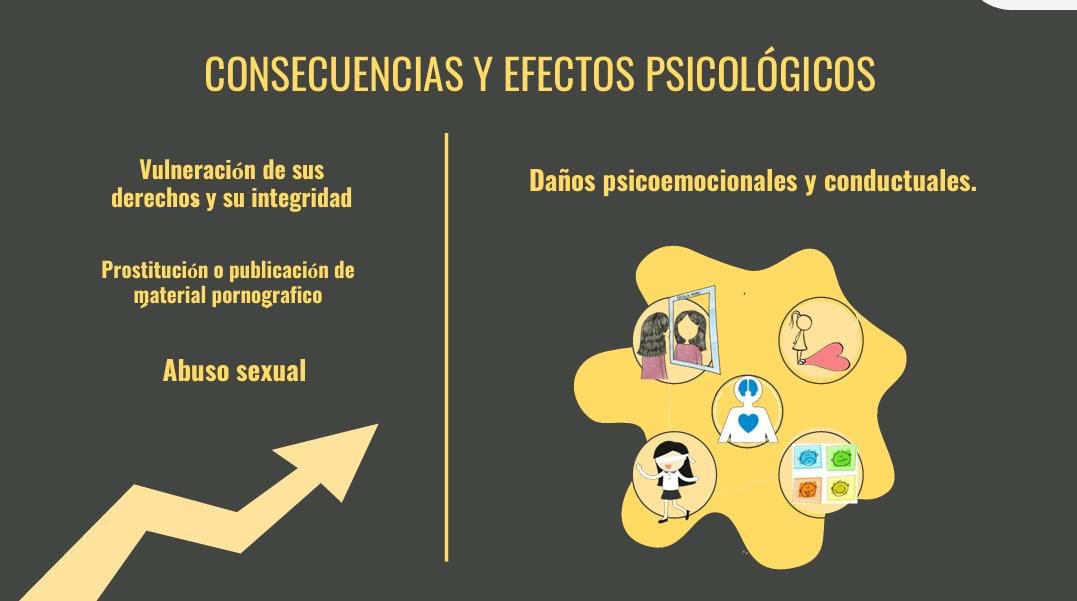 CONSECUENCIAS Y EFECTOS PSICOLÓGICOS
Vulneración de sus
derechos y su integridad
Prostitución o publicación de
material pornografico
Abuso sexual
Daños psicoemocionales y conductuales.